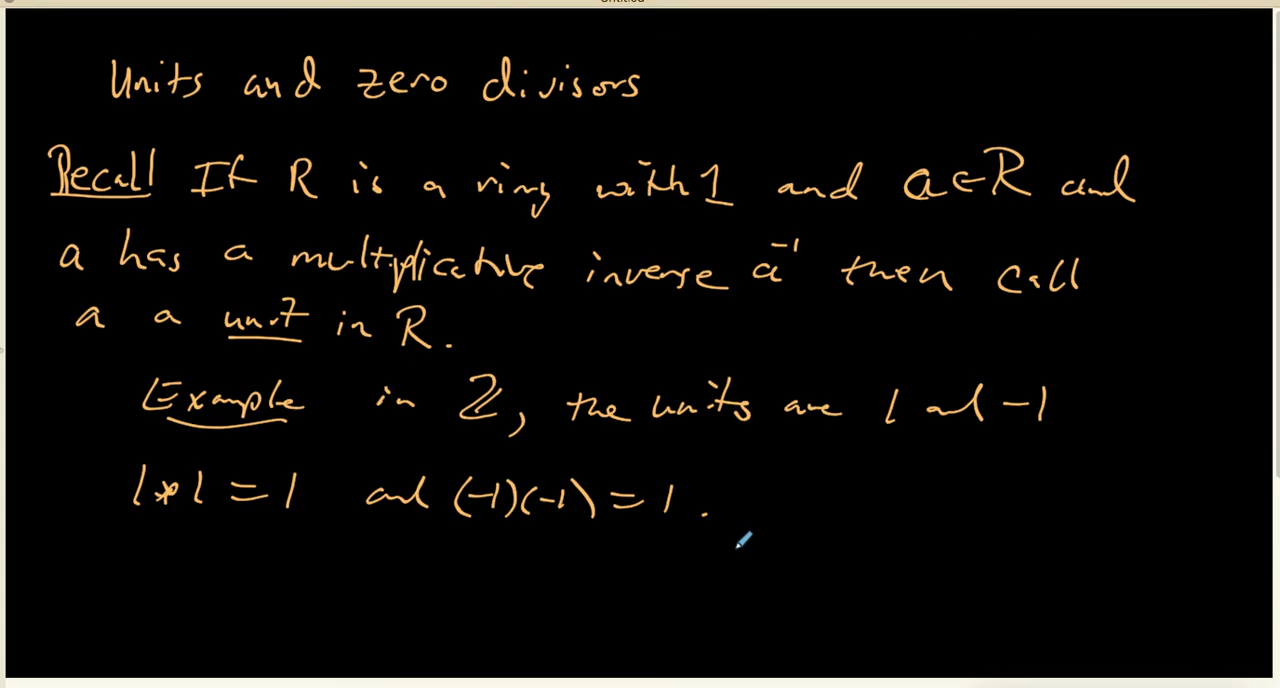 Untitled
Units and zero divisors
Recall If R is a ring with 1 and a ∈ R and
a has a multiplicative inverse a⁻¹ then call
a a unit in R.
Example in ℤ, the units are 1 and -1
1*1 = 1 and (-1)(-1) = 1.